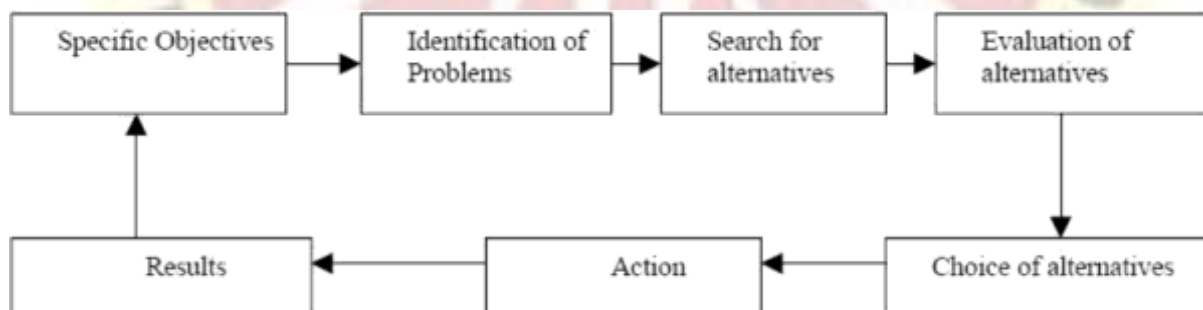 Specific Objectives
Identification of
Problems
Search for
alternatives
Evaluation of
alternatives
Results
Action
Choice of alternatives